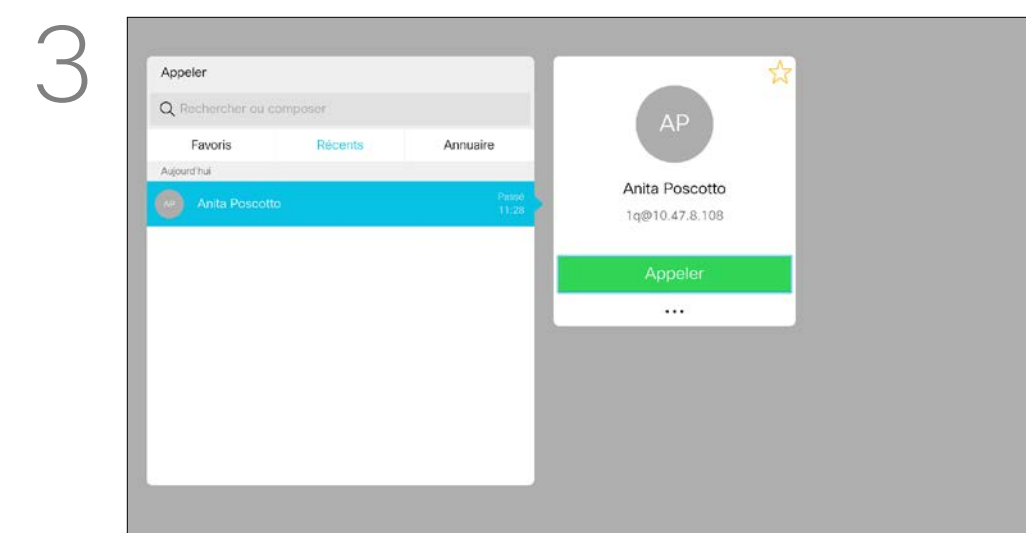 3
Appeler
Rechercher ou composer
Favoris Récents Annuaire
Aujourd'hui
AP Anita Poscotto Passé
11:28
AP
Anita Poscotto
1q@10.47.8.108
Appeler
•••